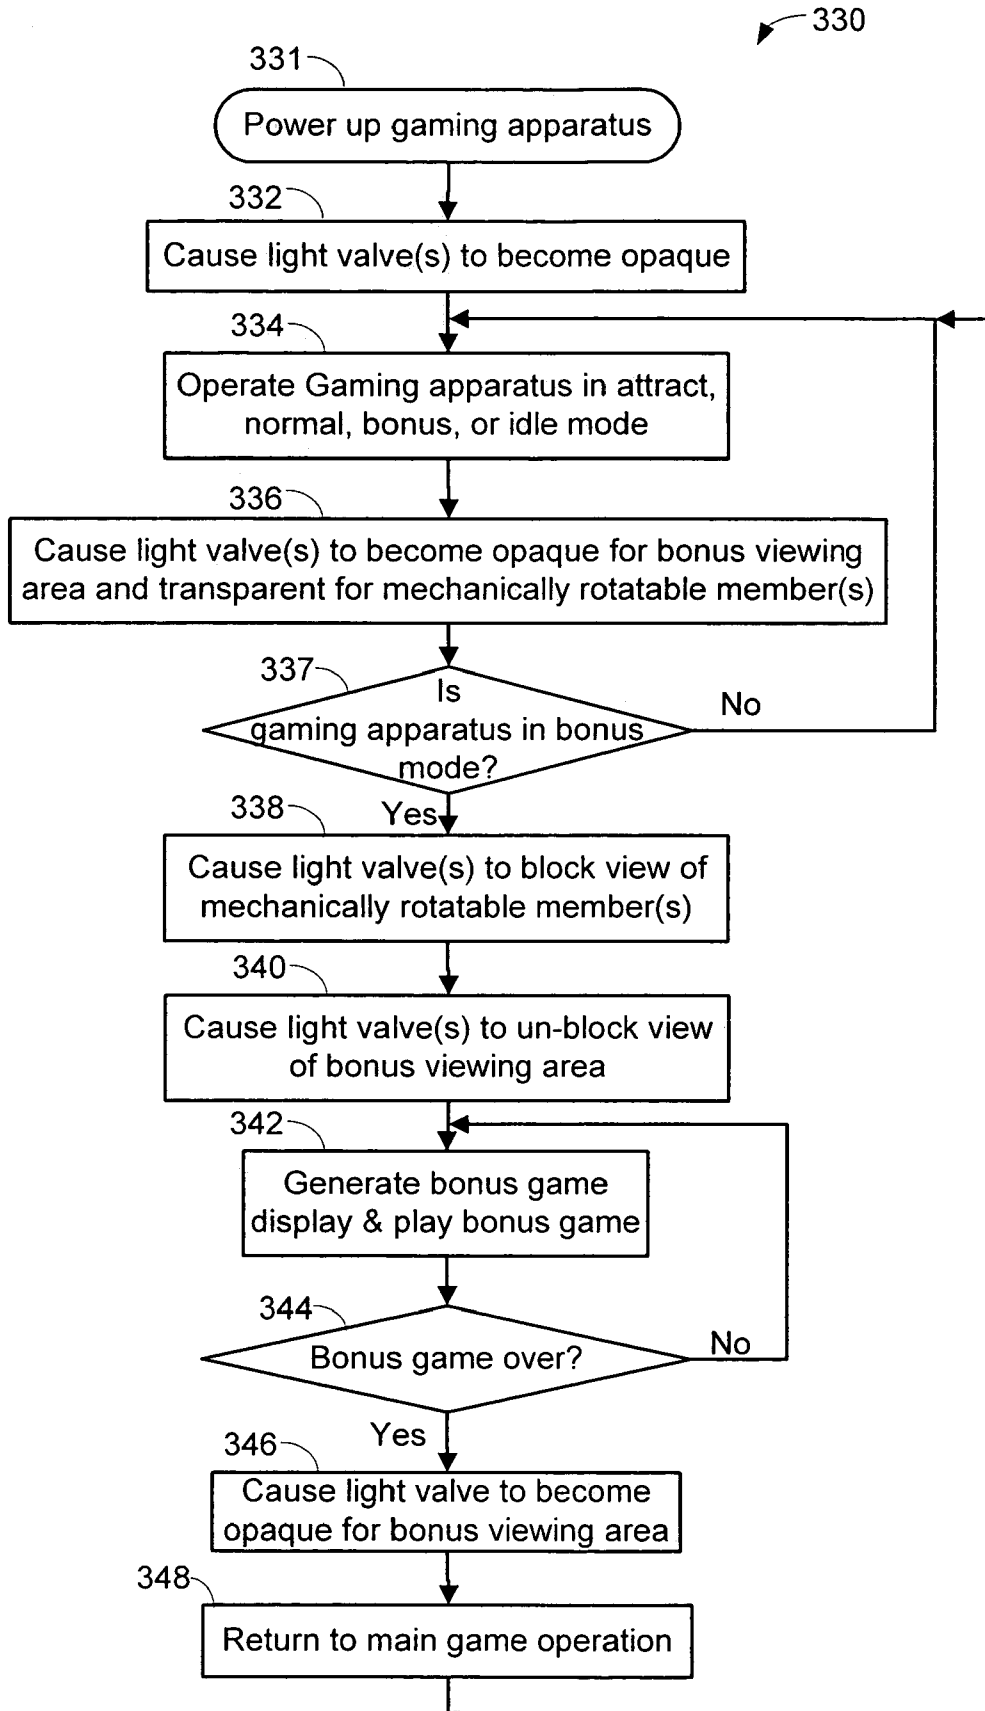 330
331
Power up gaming apparatus
332
Cause light valve(s) to become opaque
334
Operate Gaming apparatus in attract,
normal, bonus, or idle mode
336
Cause light valve(s) to become opaque for bonus viewing
area and transparent for mechanically rotatable member(s)
337
Is
gaming apparatus in bonus
mode?
No
Yes
338
Cause light valve(s) to block view of
mechanically rotatable member(s)
340
Cause light valve(s) to un-block view
of bonus viewing area
342
Generate bonus game
display & play bonus game
344
Bonus game over?
No
Yes
346
Cause light valve to become
opaque for bonus viewing area
348
Return to main game operation